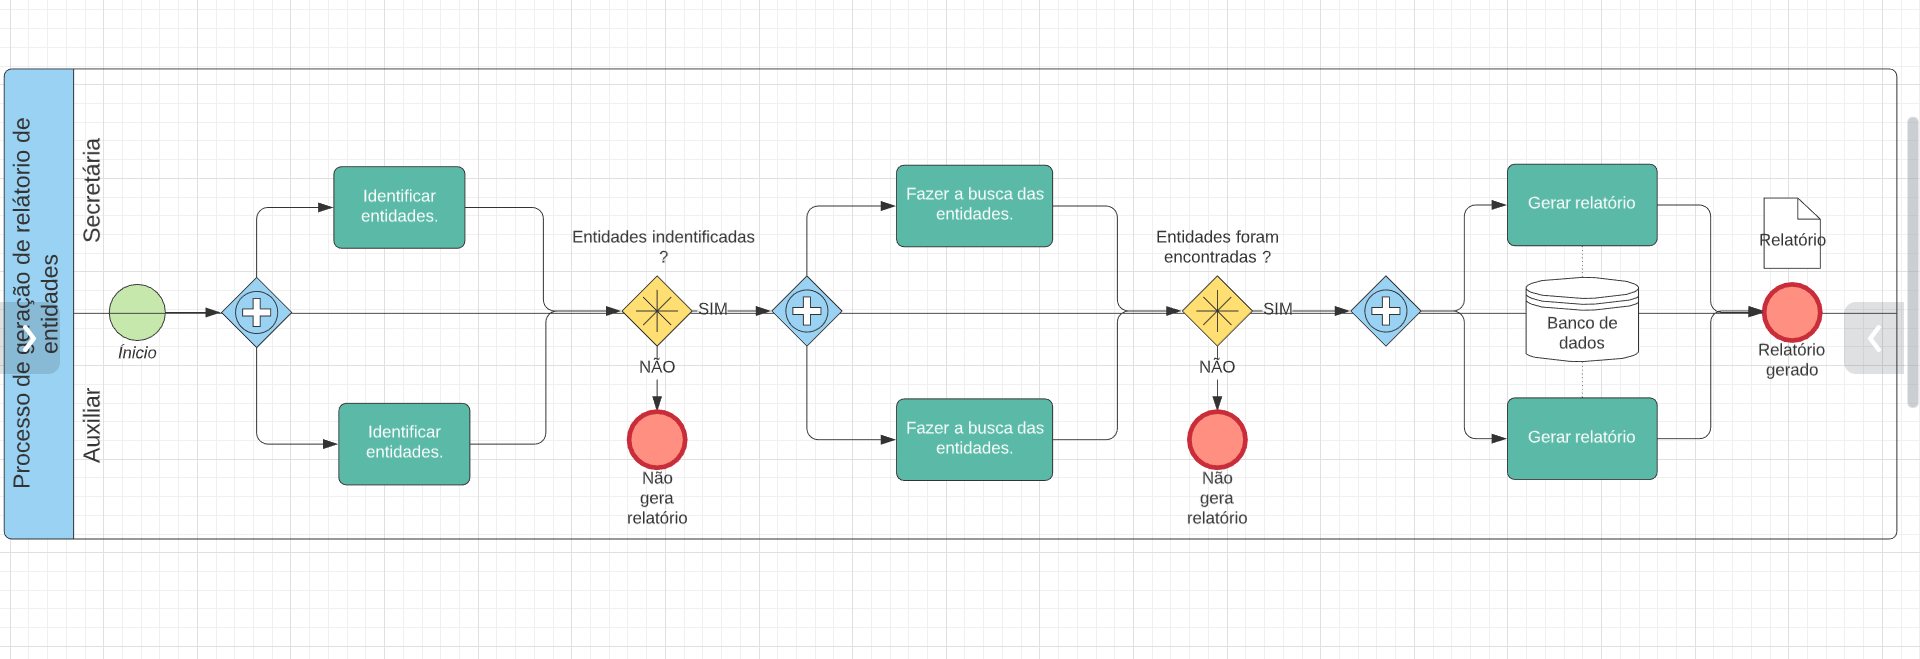 Processo de geração de relátorio de
entidades
Secretária
Auxiliar
Ínicio
Identificar
entidades.
Identificar
entidades.
Entidades indentificadas
?
SIM
NÃO
Não
gera
relatório
Fazer a busca das
entidades.
Fazer a busca das
entidades.
Entidades foram
encontradas ?
SIM
NÃO
Não
gera
relatório
Gerar relatório
Banco de
dados
Gerar relatório
Relatório
Relatório
gerado